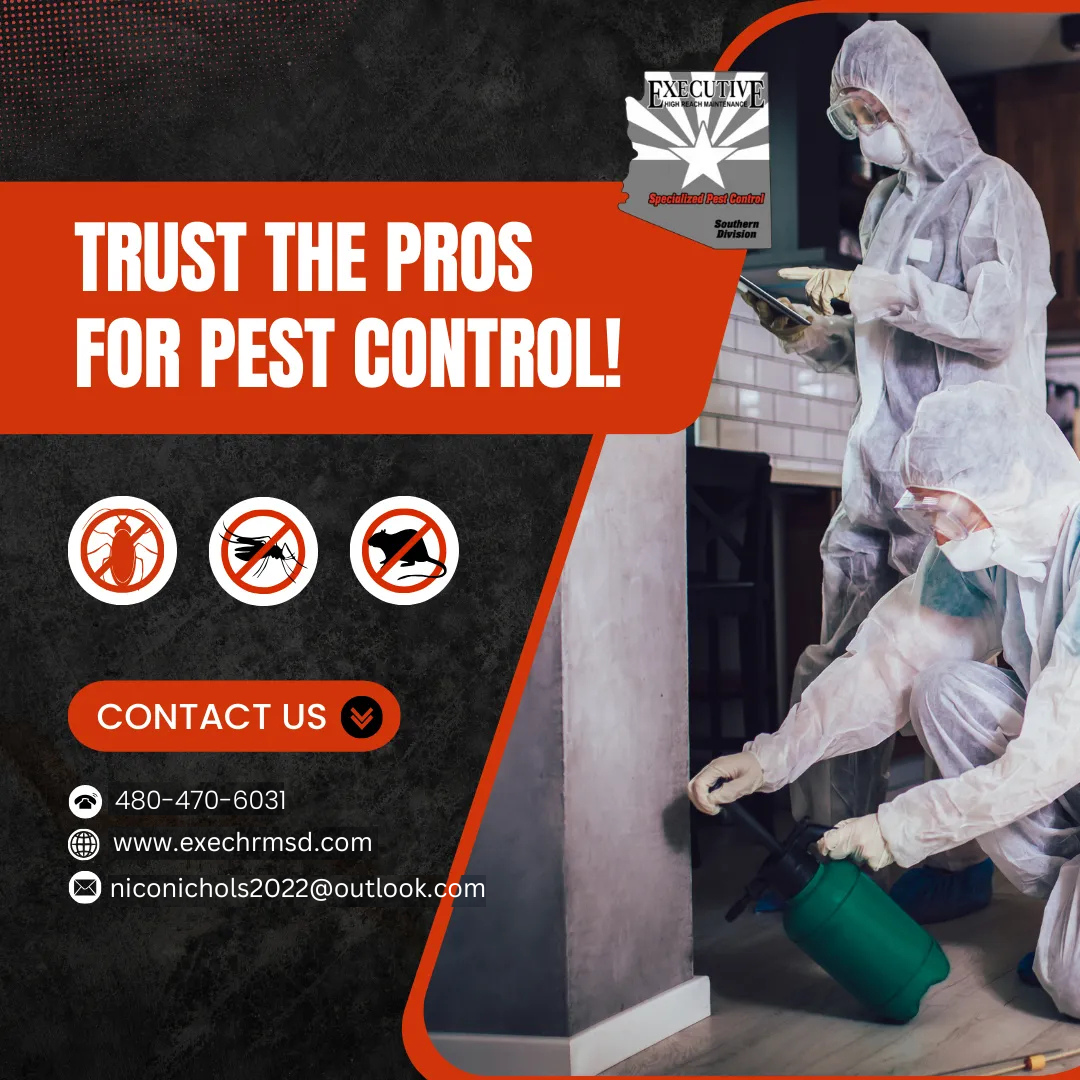 EXECUTIVE
HIGH REACH MAINTENANCE
Specialized Pest Control
Southern
Division
TRUST THE PROS
FOR PEST CONTROL!
CONTACT US
480-470-6031
www.exechrmsd.com
niconichols2022@outlook.com